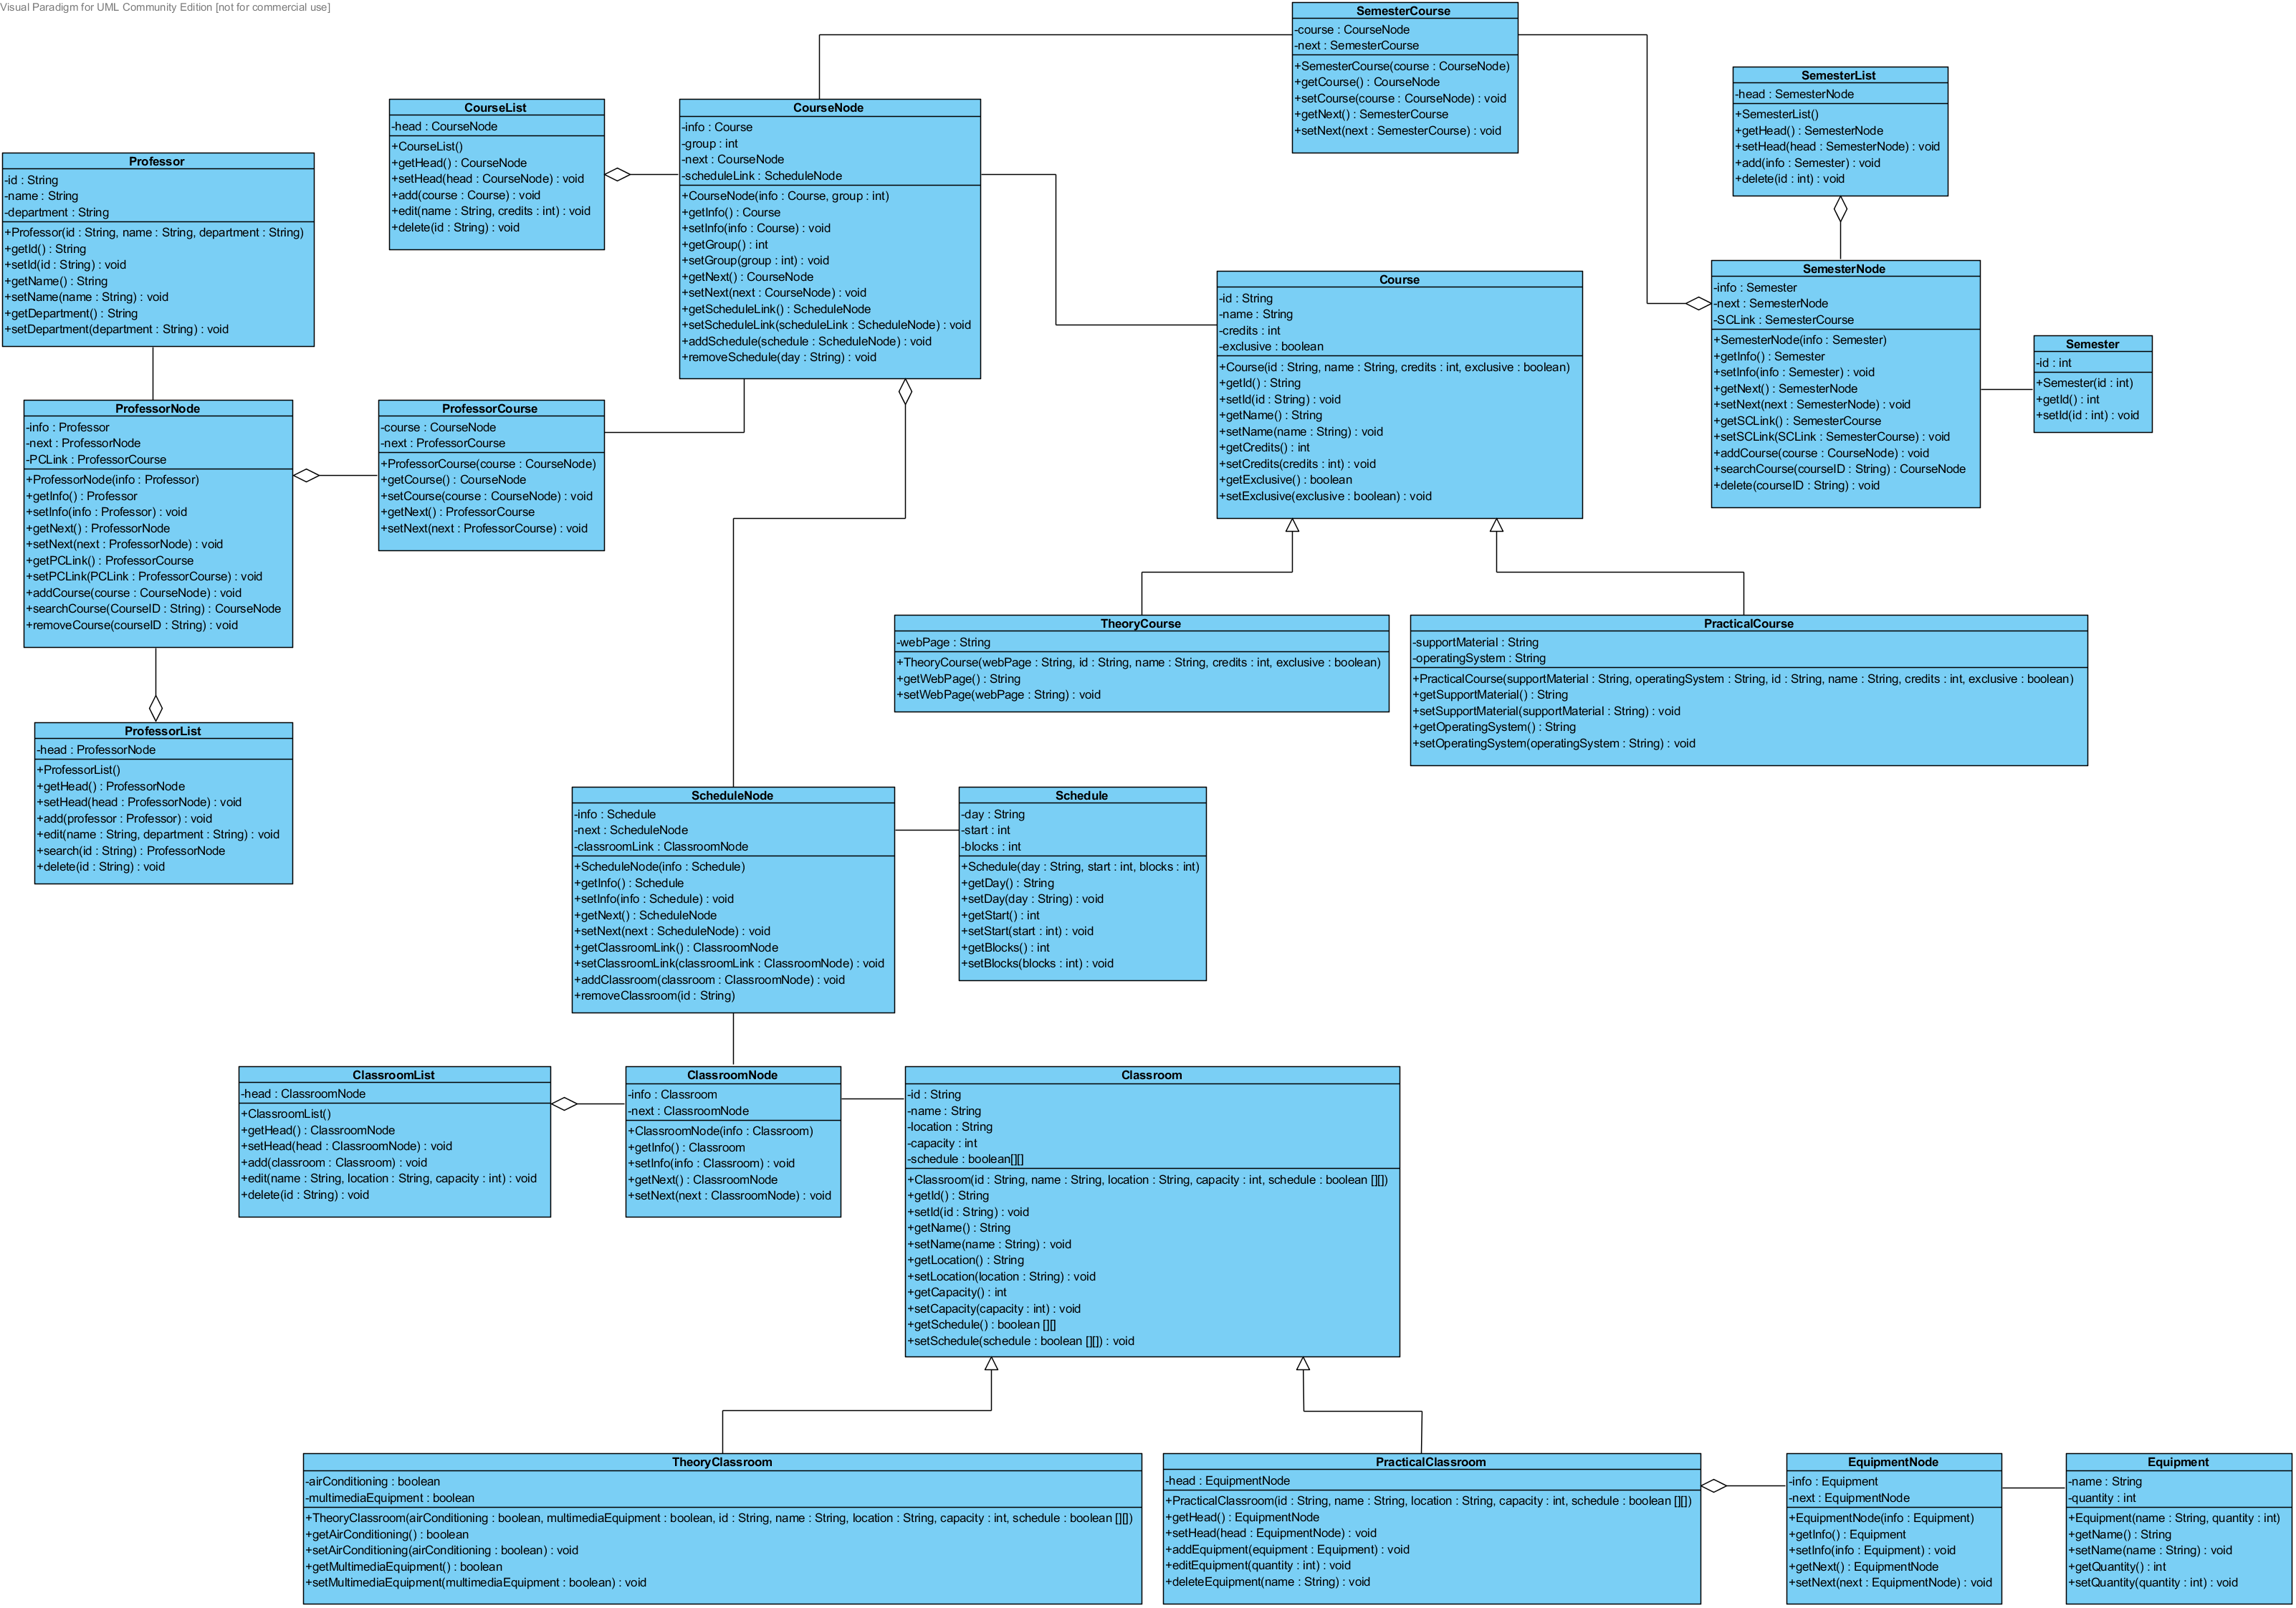 Visual Paradigm for UML Community Edition [not for commercial use]
SemesterCourse
-course : CourseNode
-next : SemesterCourse
+SemesterCourse(course : CourseNode)
+getCourse() : CourseNode
+setCourse(course : CourseNode) : void
+getNext() : SemesterCourse
+setNext(next : SemesterCourse) : void
SemesterList
-head : SemesterNode
+SemesterList()
+getHead() : SemesterNode
+setHead(head : SemesterNode) : void
+add(info : Semester) : void
+delete(id : int) : void
CourseList
-head : CourseNode
+CourseList()
+getHead() : CourseNode
+setHead(head : CourseNode) : void
+add(course : Course) : void
+edit(name : String, credits : int) : void
+delete(id : String) : void
CourseNode
-info : Course
-group : int
-next : CourseNode
-scheduleLink : ScheduleNode
+CourseNode(info : Course, group : int)
+getInfo() : Course
+setInfo(info : Course) : void
+getGroup() : int
+setGroup(group : int) : void
+getNext() : CourseNode
+setNext(next : CourseNode) : void
+getScheduleLink() : ScheduleNode
+setScheduleLink(scheduleLink : ScheduleNode) : void
+addSchedule(schedule : ScheduleNode) : void
+removeSchedule(day : String) : void
Professor
-id : String
-name : String
-department : String
+Professor(id : String, name : String, department : String)
+getId() : String
+setId(id : String) : void
+getName() : String
+setName(name : String) : void
+getDepartment() : String
+setDepartment(department : String) : void
Course
-id : String
-name : String
-credits : int
-exclusive : boolean
+Course(id : String, name : String, credits : int, exclusive : boolean)
+getId() : String
+setId(id : String) : void
+getName() : String
+setName(name : String) : void
+getCredits() : int
+setCredits(credits : int) : void
+getExclusive() : boolean
+setExclusive(exclusive : boolean) : void
SemesterNode
-info : Semester
-next : SemesterNode
-SCLink : SemesterCourse
+SemesterNode(info : Semester)
+getInfo() : Semester
+setInfo(info : Semester) : void
+getNext() : SemesterNode
+setNext(next : SemesterNode) : void
+getSCLink() : SemesterCourse
+setSCLink(SCLink : SemesterCourse) : void
+addCourse(course : CourseNode) : void
+searchCourse(courseID : String) : CourseNode
+delete(courseID : String) : void
Semester
-id : int
+Semester(id : int)
+getId() : int
+setId(id : int) : void
ProfessorNode
-info : Professor
-next : ProfessorNode
-PCLink : ProfessorCourse
+ProfessorNode(info : Professor)
+getInfo() : Professor
+setInfo(info : Professor) : void
+getNext() : ProfessorNode
+setNext(next : ProfessorNode) : void
+getPCLink() : ProfessorCourse
+setPCLink(PCLink : ProfessorCourse) : void
+addCourse(course : CourseNode) : void
+searchCourse(CourseID : String) : CourseNode
+removeCourse(courseID : String) : void
ProfessorCourse
-course : CourseNode
-next : ProfessorCourse
+ProfessorCourse(course : CourseNode)
+getCourse() : CourseNode
+setCourse(course : CourseNode) : void
+getNext() : ProfessorCourse
+setNext(next : ProfessorCourse) : void
TheoryCourse
-webPage : String
+TheoryCourse(webPage : String, id : String, name : String, credits : int, exclusive : boolean)
+getWebPage() : String
+setWebPage(webPage : String) : void
PracticalCourse
-supportMaterial : String
-operatingSystem : String
+PracticalCourse(supportMaterial : String, operatingSystem : String, id : String, name : String, credits : int, exclusive : boolean)
+getSupportMaterial() : String
+setSupportMaterial(supportMaterial : String) : void
+getOperatingSystem() : String
+setOperatingSystem(operatingSystem : String) : void
ProfessorList
-head : ProfessorNode
+ProfessorList()
+getHead() : ProfessorNode
+setHead(head : ProfessorNode) : void
+add(professor : Professor) : void
+edit(name : String, department : String) : void
+search(id : String) : ProfessorNode
+delete(id : String) : void
ScheduleNode
-info : Schedule
-next : ScheduleNode
-classroomLink : ClassroomNode
+ScheduleNode(info : Schedule)
+getInfo() : Schedule
+setInfo(info : Schedule) : void
+getNext() : ScheduleNode
+setNext(next : ScheduleNode) : void
+getClassroomLink() : ClassroomNode
+setClassroomLink(classroomLink : ClassroomNode) : void
+addClassroom(classroom : ClassroomNode) : void
+removeClassroom(id : String)
Schedule
-day : String
-start : int
-blocks : int
+Schedule(day : String, start : int, blocks : int)
+getDay() : String
+setDay(day : String) : void
+getStart() : int
+setStart(start : int) : void
+getBlocks() : int
+setBlocks(blocks : int) : void
ClassroomList
-head : ClassroomNode
+ClassroomList()
+getHead() : ClassroomNode
+setHead(head : ClassroomNode) : void
+add(classroom : Classroom) : void
+edit(name : String, location : String, capacity : int) : void
+delete(id : String) : void
ClassroomNode
-info : Classroom
-next : ClassroomNode
+ClassroomNode(info : Classroom)
+getInfo() : Classroom
+setInfo(info : Classroom) : void
+getNext() : ClassroomNode
+setNext(next : ClassroomNode) : void
Classroom
-id : String
-name : String
-location : String
-capacity : int
-schedule : boolean[][]
+Classroom(id : String, name : String, location : String, capacity : int, schedule : boolean [][])
+getId() : String
+setId(id : String) : void
+getName() : String
+setName(name : String) : void
+getLocation() : String
+setLocation(location : String) : void
+getCapacity() : int
+setCapacity(capacity : int) : void
+getSchedule() : boolean [][]
+setSchedule(schedule : boolean [][]) : void
TheoryClassroom
-airConditioning : boolean
-multimediaEquipment : boolean
+TheoryClassroom(airConditioning : boolean, multimediaEquipment : boolean, id : String, name : String, location : String, capacity : int, schedule : boolean [][])
+getAirConditioning() : boolean
+setAirConditioning(airConditioning : boolean) : void
+getMultimediaEquipment() : boolean
+setMultimediaEquipment(multimediaEquipment : boolean) : void
PracticalClassroom
-head : EquipmentNode
+PracticalClassroom(id : String, name : String, location : String, capacity : int, schedule : boolean [][])
+getHead() : EquipmentNode
+setHead(head : EquipmentNode) : void
+addEquipment(equipment : Equipment) : void
+editEquipment(quantity : int) : void
+deleteEquipment(name : String) : void
EquipmentNode
-info : Equipment
-next : EquipmentNode
+EquipmentNode(info : Equipment)
+getInfo() : Equipment
+setInfo(info : Equipment) : void
+getNext() : EquipmentNode
+setNext(next : EquipmentNode) : void
Equipment
-name : String
-quantity : int
+Equipment(name : String, quantity : int)
+getName() : String
+setName(name : String) : void
+getQuantity() : int
+setQuantity(quantity : int) : void